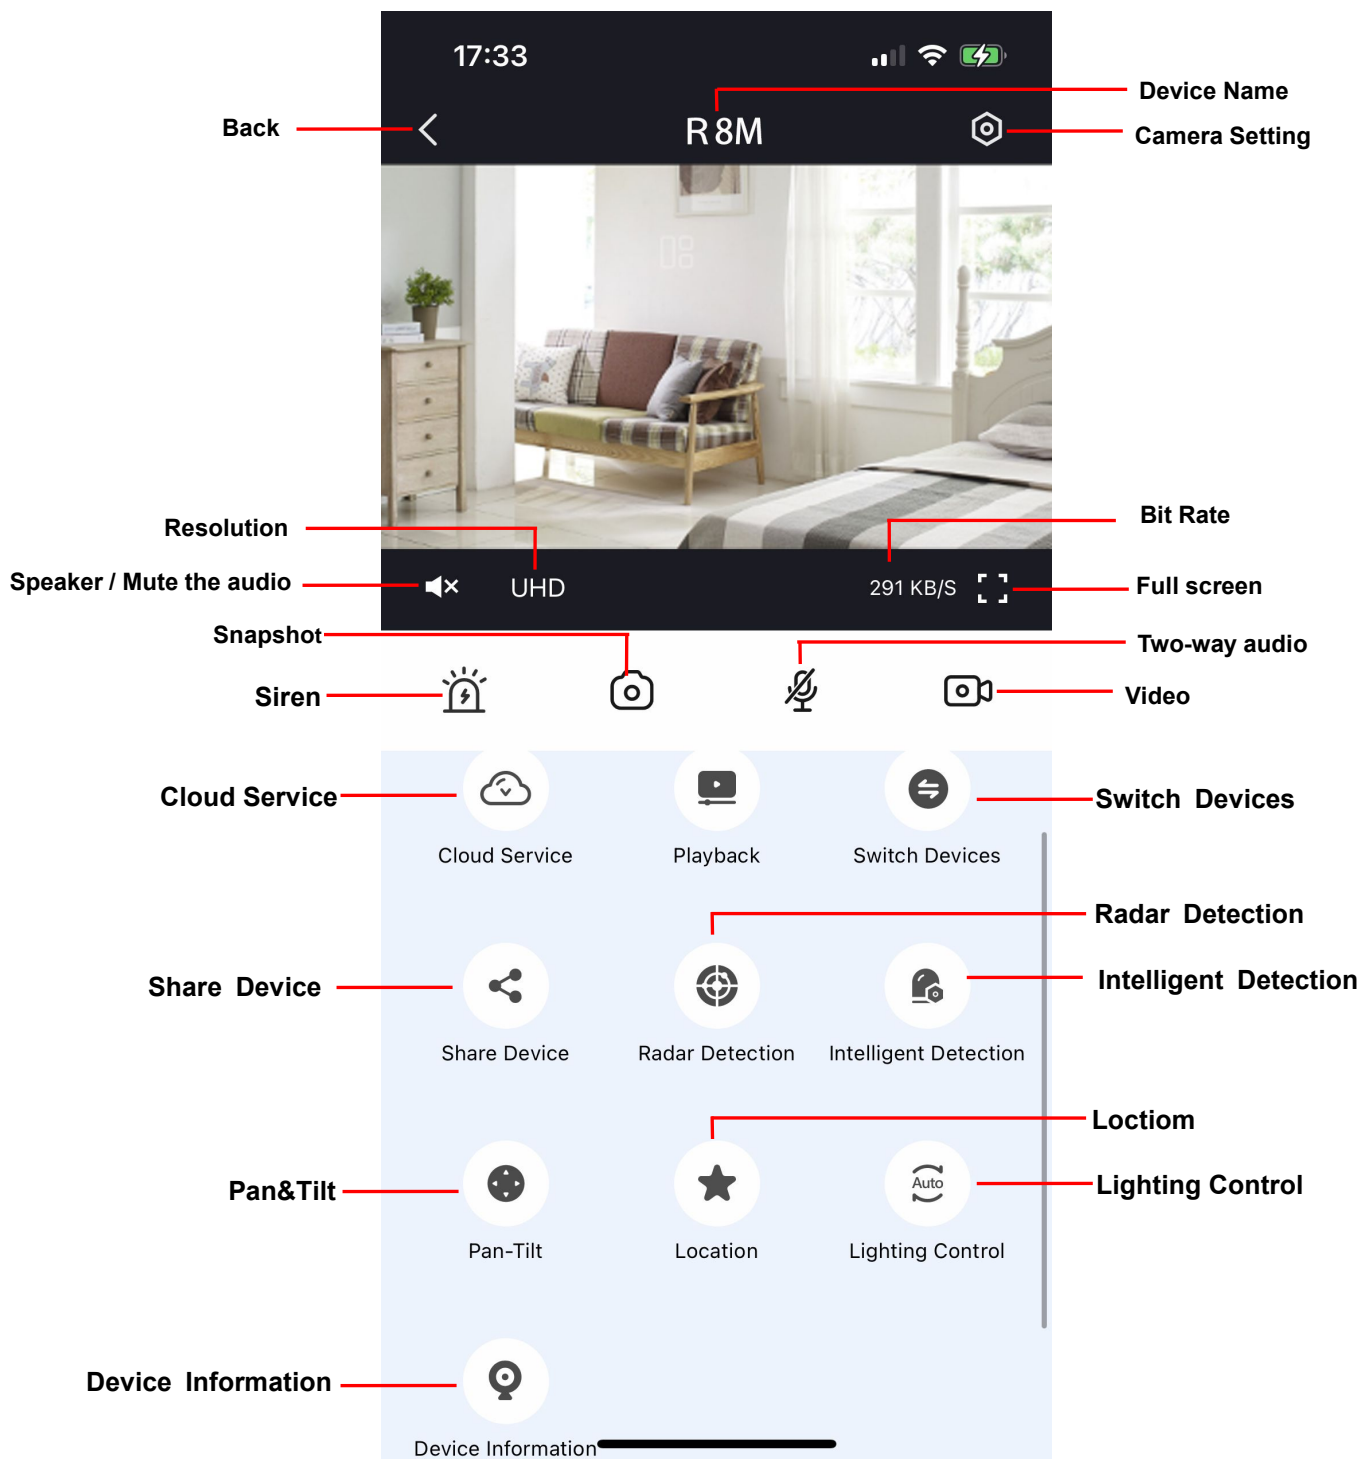 17:33
Device Name
Back
R 8M
Camera Setting
Resolution
Bit Rate
Speaker / Mute the audio
UHD
291 KB/S
Full screen
Snapshot
Two-way audio
Siren
Video
Cloud Service
Switch Devices
Cloud Service
Playback
Switch Devices
Radar Detection
Share Device
Intelligent Detection
Share Device
Radar Detection
Intelligent Detection
Loctiom
Pan&Tilt
Auto
Lighting Control
Pan-Tilt
Location
Lighting Control
Device Information
Device Information